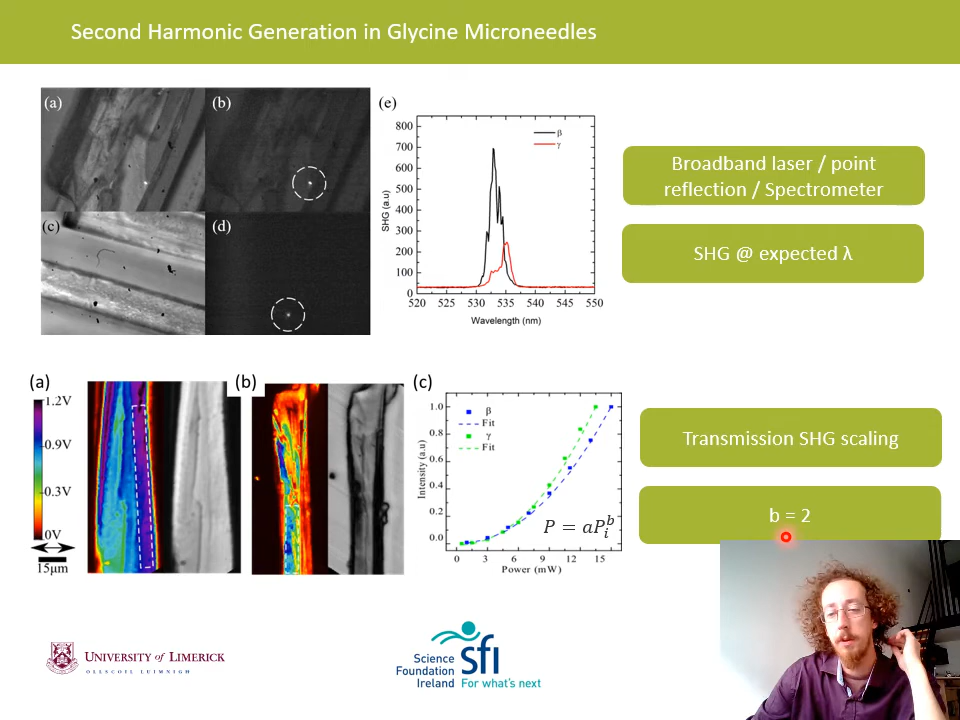 Second Harmonic Generation in Glycine Microneedles
(a)
(b)
(c)
(d)
(e)
800
700
600
500
400
300
200
100
0
SHG (a.u)
β
γ
520 525 530 535 540 545 550
Wavelength (nm)
Broadband laser / point
reflection / Spectrometer
SHG @ expected λ
(a)
1.2V
0.9V
0.3V
0V
15μm
(b)
(c)
1.0
0.8
0.6
0.4
0.2
0.0
Intensity (a.u)
β
Fit
γ
Fit
P = aPᵢᵇ
0 3 6 9 12 15
Power (mW)
Transmission SHG scaling
b = 2
UNIVERSITY of LIMERICK
OLLSCOIL LUIMNIGH
Science
Foundation
Ireland
sfi
For what's next